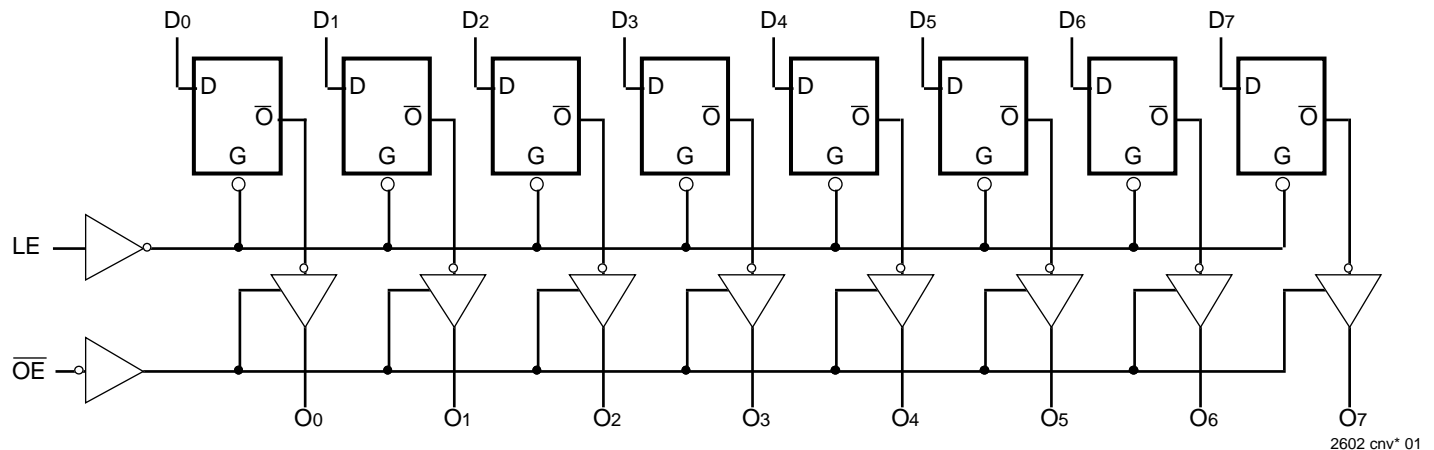 D0 D1 D2 D3 D4 D5 D6 D7
D D D D D D D D
O̅ O̅ O̅ O̅ O̅ O̅ O̅ O̅
G G G G G G G G
LE
O̅E̅
O0 O1 O2 O3 O4 O5 O6 O7
2602 cnv* 01